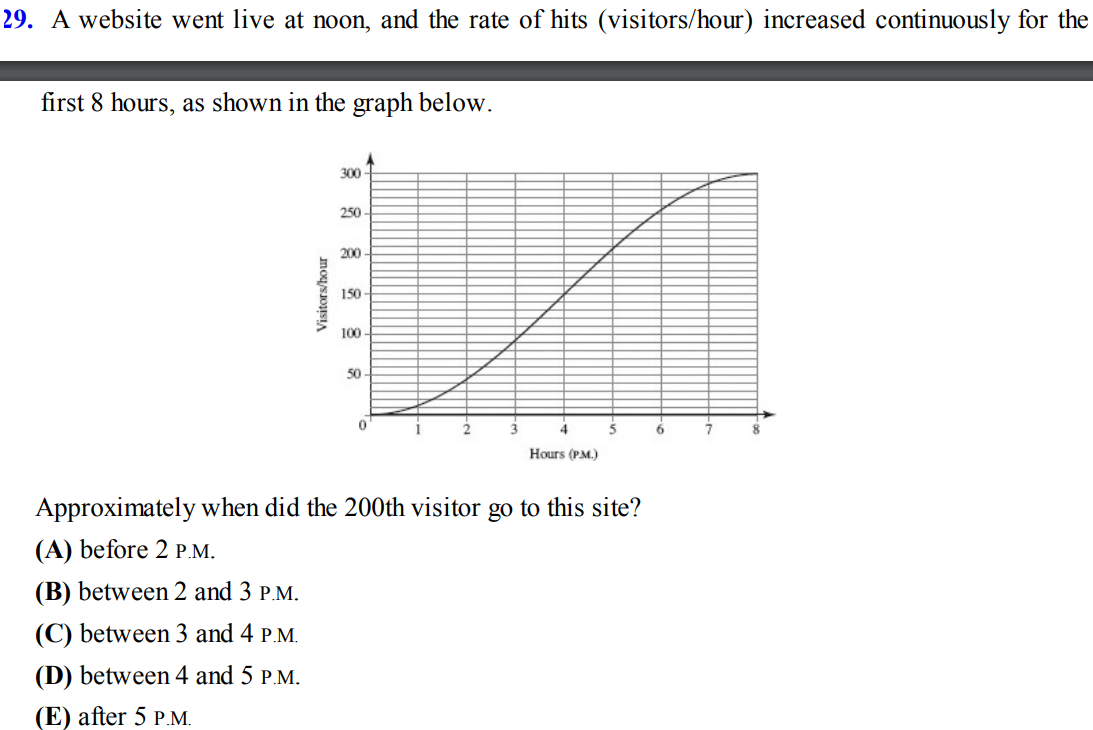 29. A website went live at noon, and the rate of hits (visitors/hour) increased continuously for the
first 8 hours, as shown in the graph below.
300
250
200
150
100
50
0
Visitors/hour
1 2 3 4 5 6 7 8
Hours (P.M.)
Approximately when did the 200th visitor go to this site?
(A) before 2 P.M.
(B) between 2 and 3 P.M.
(C) between 3 and 4 P.M.
(D) between 4 and 5 P.M.
(E) after 5 P.M.